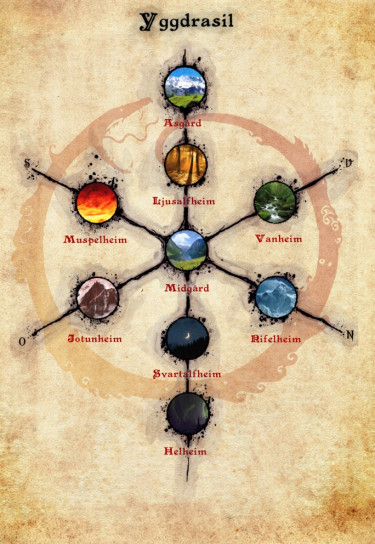 Yggdrasil
Asgard
Ljusalfheim
S
V
Muspelheim
Vanheim
Midgard
Jotunheim
Nifelheim
O
N
Svartalfheim
Helheim